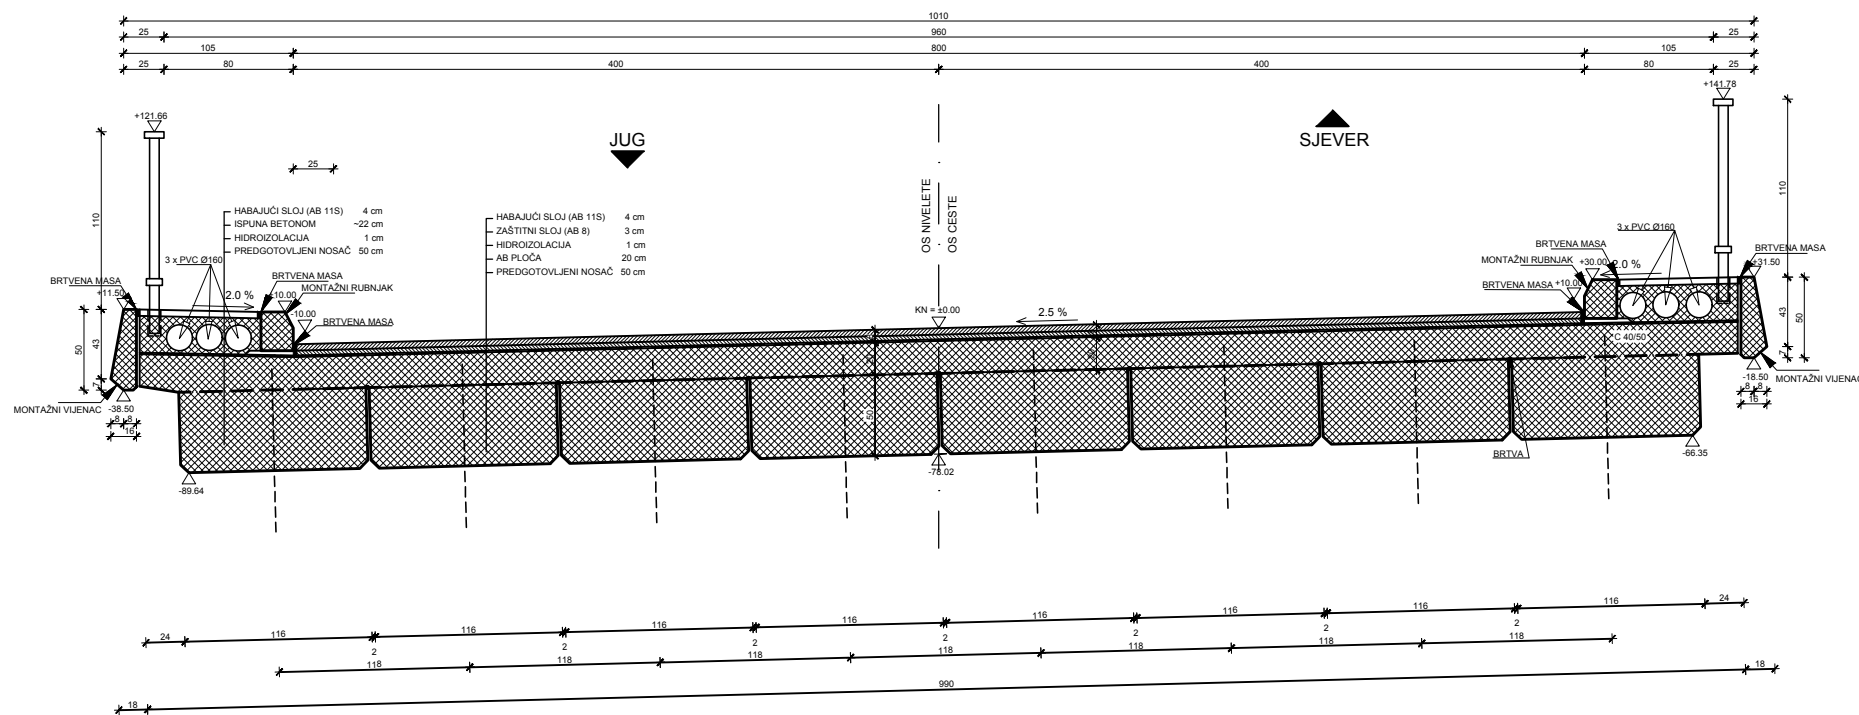 1010
25
960
25
105
800
105
25
80
400
400
80
25
+121.66
+141.78
JUG
SJEVER
25
110
110
OS NIVELETE
OS CESTE
HABAJUĆI SLOJ (AB 11S) 4 cm
ISPUNA BETONOM ~22 cm
HIDROIZOLACIJA 1 cm
PREDGOTOVLJENI NOSAČ 50 cm
HABAJUĆI SLOJ (AB 11S) 4 cm
ZAŠTITNI SLOJ (AB 8) 3 cm
HIDROIZOLACIJA 1 cm
AB PLOČA 20 cm
PREDGOTOVLJENI NOSAČ 50 cm
3 x PVC Ø160
3 x PVC Ø160
BRTVENA MASA
BRTVENA MASA
MONTAŽNI RUBNJAK
BRTVENA MASA
+11.50
2.0 %
+10.00
-10.00
BRTVENA MASA
BRTVENA MASA
MONTAŽNI RUBNJAK
+30.00
2.0 %
+31.50
BRTVENA MASA
+10.00
KN = ±0.00
2.5 %
C 40/50
50
43
7
43
50
7
MONTAŽNI VIJENAC
-38.50
8
8
16
-18.50
8
8
16
MONTAŽNI VIJENAC
-89.64
-78.02
-66.35
BRTVA
24
116
116
116
116
116
116
116
116
24
2
2
2
2
2
2
2
118
118
118
118
118
118
118
18
990
18